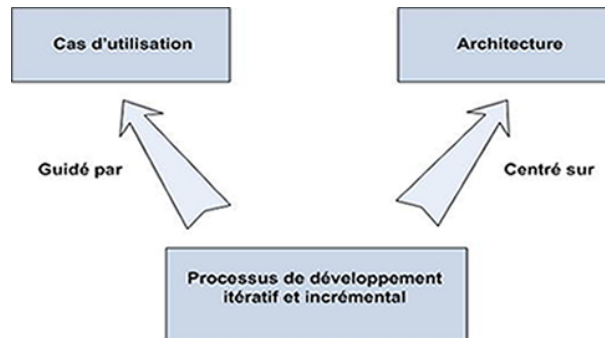 Cas d'utilisation
Architecture
Guidé par
Centré sur
Processus de développement
itératif et incrémental